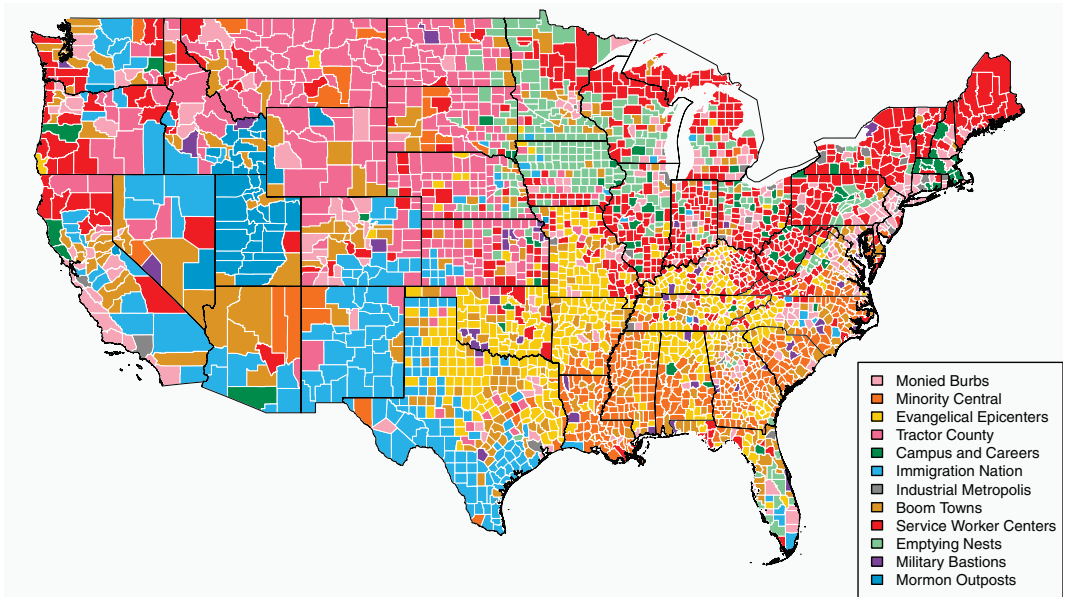 Monied Burbs
Minority Central
Evangelical Epicenters
Tractor County
Campus and Careers
Immigration Nation
Industrial Metropolis
Boom Towns
Service Worker Centers
Emptying Nests
Military Bastions
Mormon Outposts